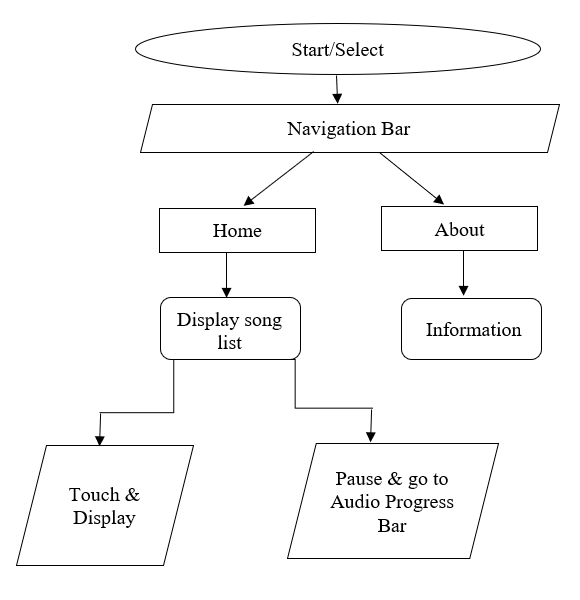 Start/Select
Navigation Bar
Home
About
Display song
list
Information
Touch &
Display
Pause & go to
Audio Progress
Bar